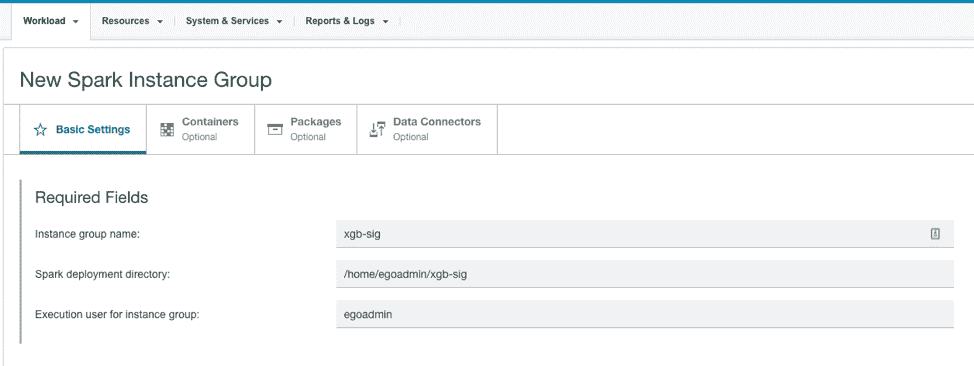 Workload Resources System & Services Reports & Logs
New Spark Instance Group
Basic Settings
Containers
Optional
Packages
Optional
Data Connectors
Optional
Required Fields
Instance group name: xgb-sig
Spark deployment directory: /home/egoadmin/xgb-sig
Execution user for instance group: egoadmin